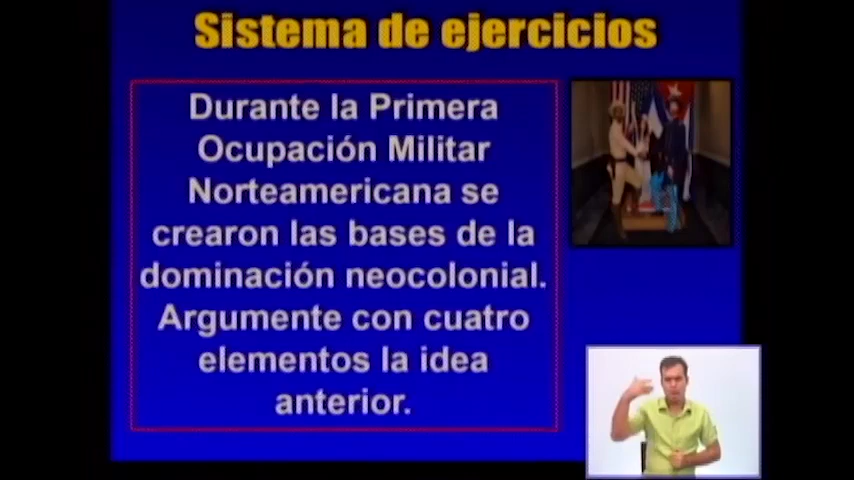 Sistema de ejercicios
Durante la Primera
Ocupación Militar
Norteamericana se
crearon las bases de la
dominación neocolonial.
Argumente con cuatro
elementos la idea
anterior.